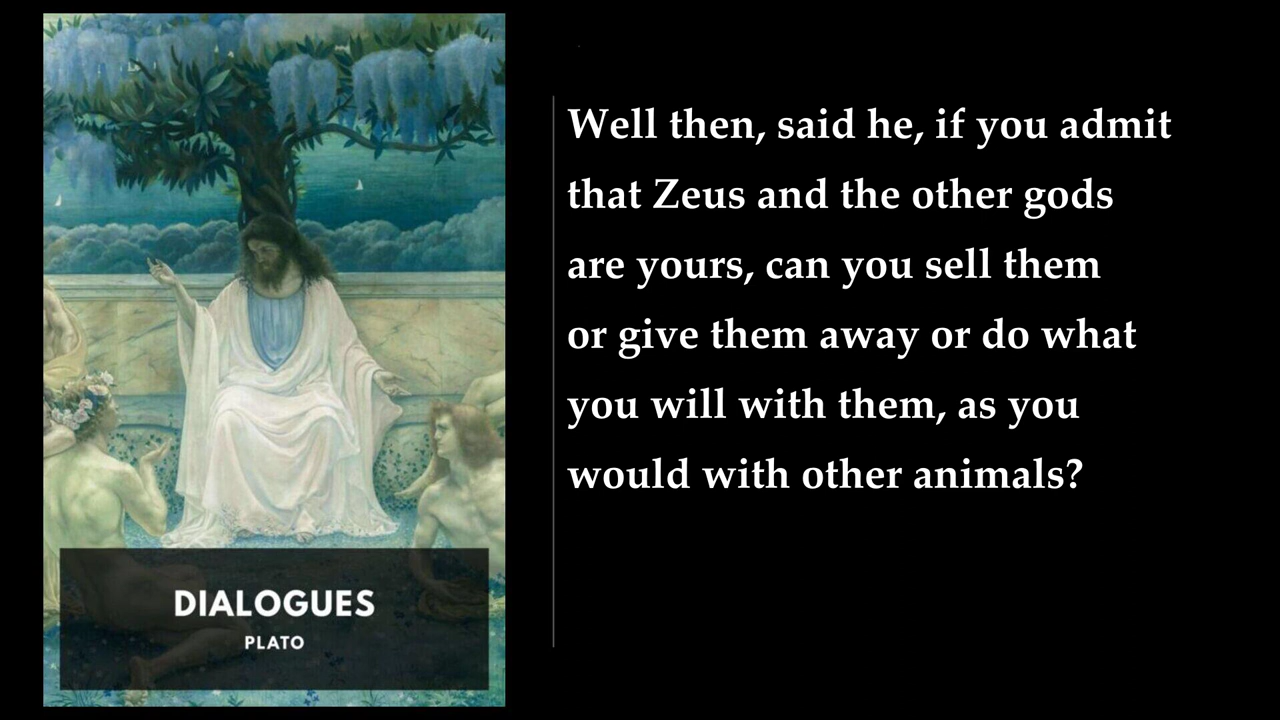 Well then, said he, if you admit
that Zeus and the other gods
are yours, can you sell them
or give them away or do what
you will with them, as you
would with other animals?
DIALOGUES
PLATO